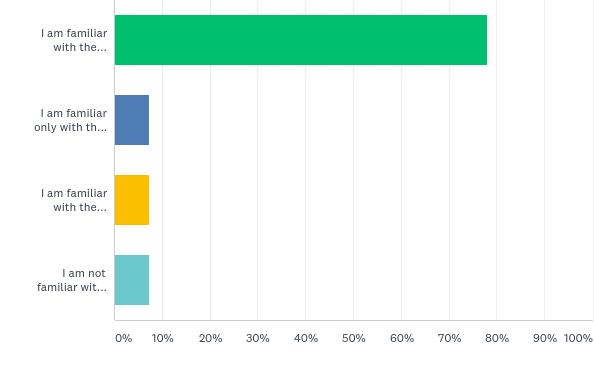 I am familiar
with the...
I am familiar
only with th...
I am familiar
with the...
I am not
familiar wit...
0% 10% 20% 30% 40% 50% 60% 70% 80% 90% 100%